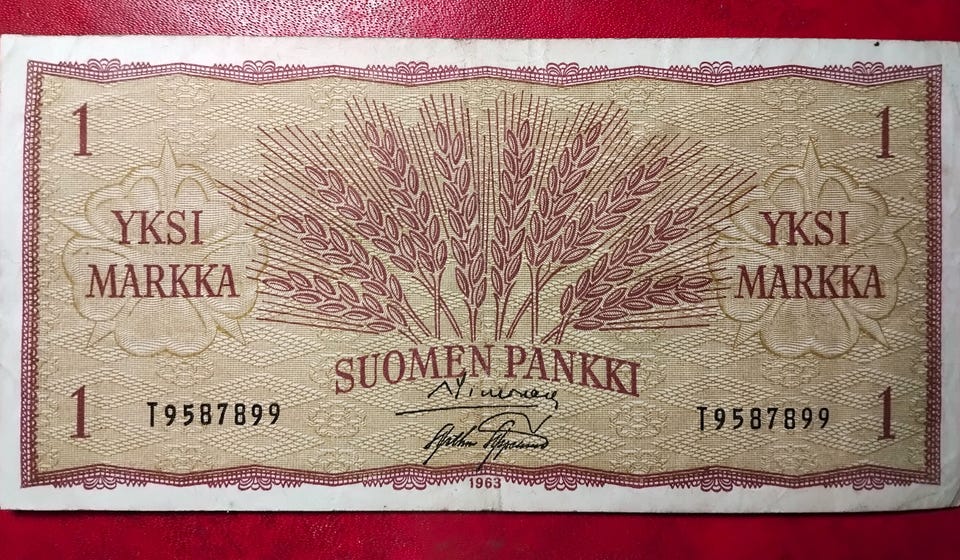 1 1
YKSI MARKKA
YKSI MARKKA
SUOMEN PANKKI
1 1
T9587899 T9587899
1963